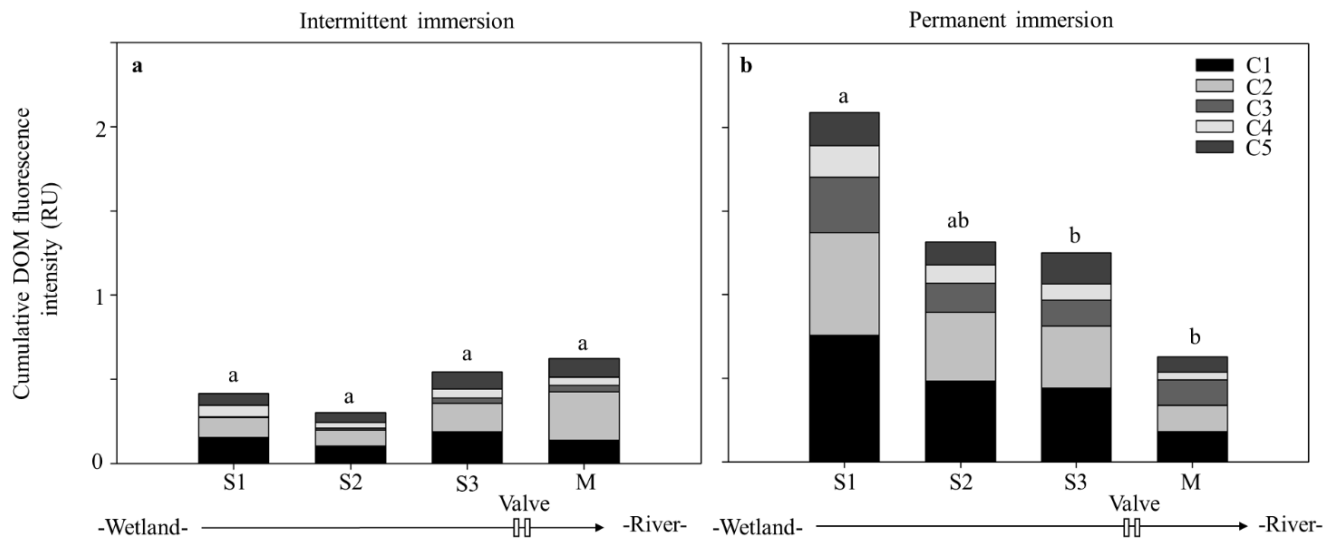 Intermittent immersion
Permanent immersion
Cumulative DOM fluorescence
intensity (RU)
2
1
0
a
a
a
a
a
S1
S2
S3
M
Valve
-Wetland-
-River-
b
a
ab
b
b
C1
C2
C3
C4
C5
S1
S2
S3
M
Valve
-Wetland-
-River-